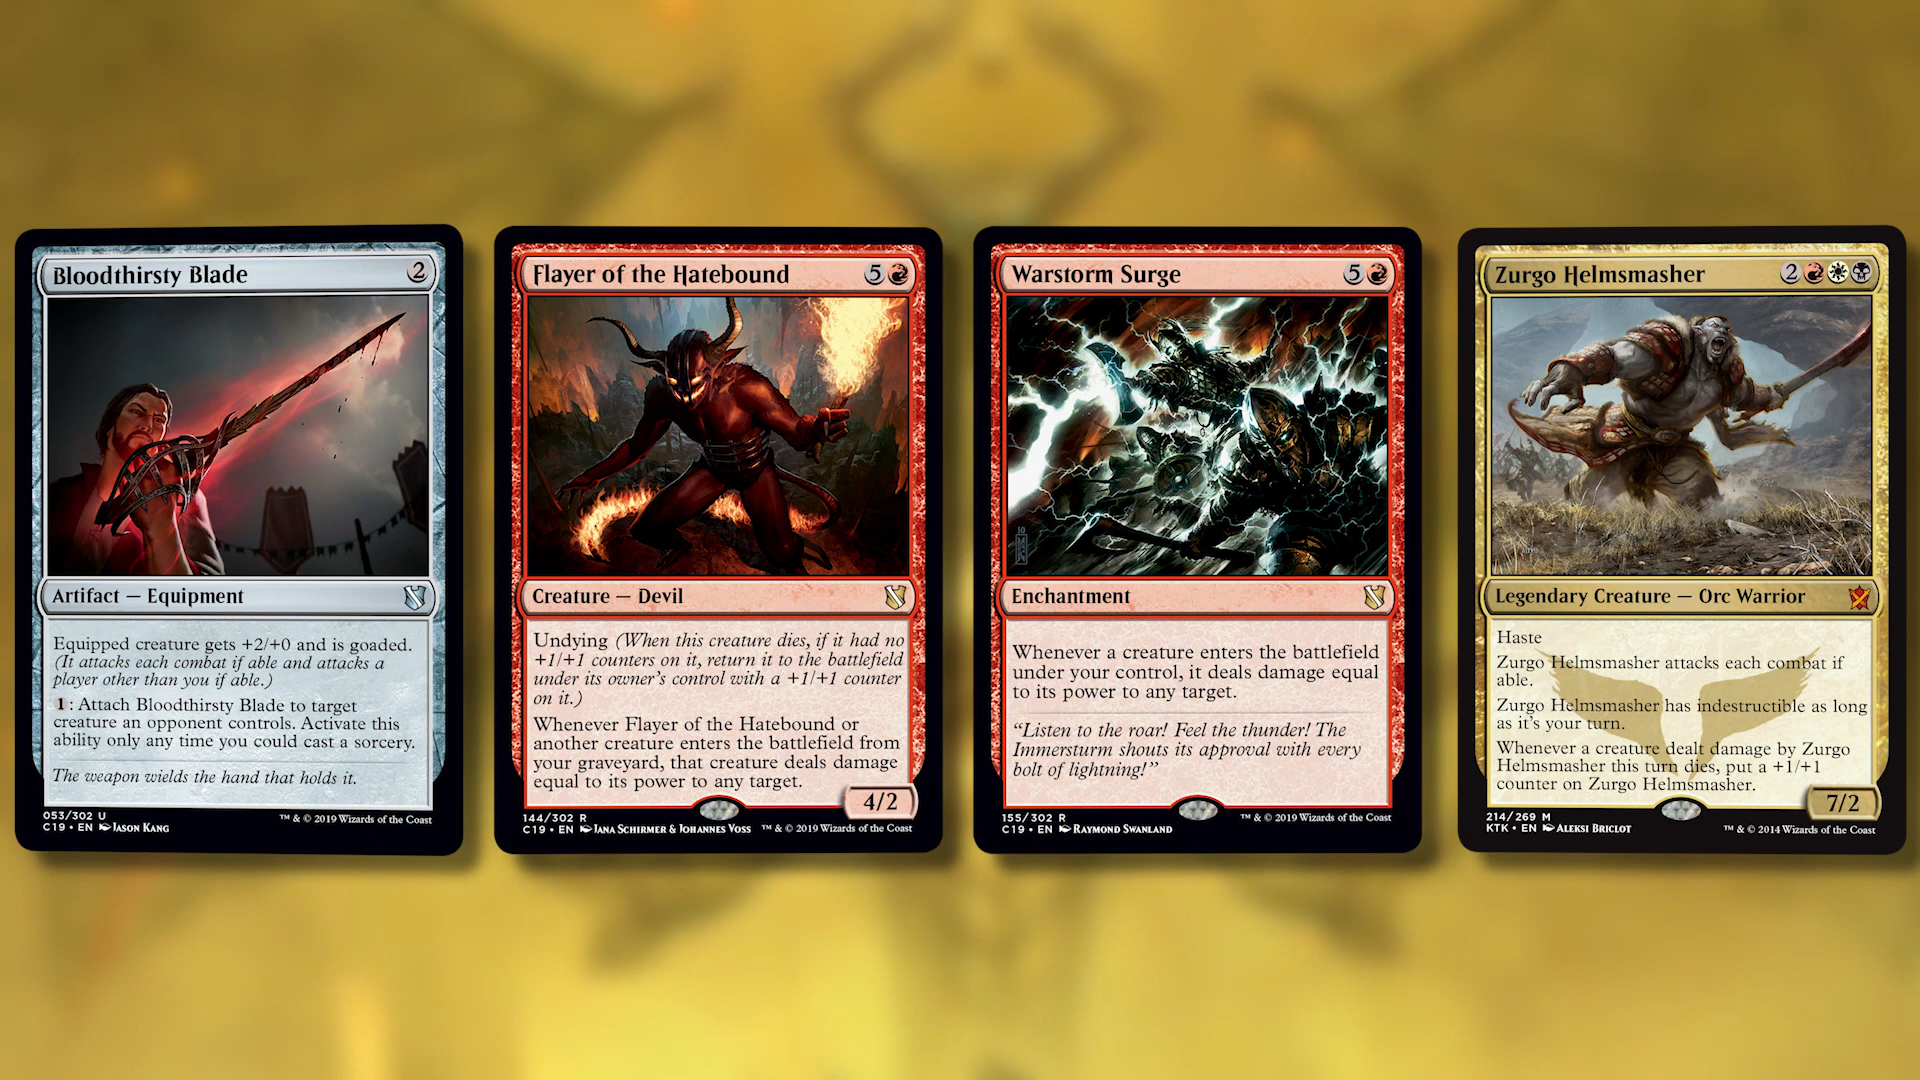 Bloodthirsty Blade 2
Artifact — Equipment
Equipped creature gets +2/+0 and is goaded.
(It attacks each combat if able and attacks a
player other than you if able.)
1: Attach Bloodthirsty Blade to target
creature an opponent controls. Activate this
ability only any time you could cast a sorcery.
The weapon wields the hand that holds it.
053/302 U
C19 • EN JASON KANG
™ & © 2019 Wizards of the Coast
Flayer of the Hatebound 5
Creature — Devil
Undying (When this creature dies, if it had no
+1/+1 counters on it, return it to the battlefield
under its owner's control with a +1/+1 counter
on it.)
Whenever Flayer of the Hatebound or
another creature enters the battlefield from
your graveyard, that creature deals damage
equal to its power to any target.
4/2
144/302 R
C19 • EN JANA SCHIRMER & JOHANNES VOSS
™ & © 2019 Wizards of the Coast
Warstorm Surge 5
Enchantment
Whenever a creature enters the battlefield
under your control, it deals damage equal
to its power to any target.
“Listen to the roar! Feel the thunder! The
Immersturm shouts its approval with every
bolt of lightning!”
155/302 R
C19 • EN RAYMOND SWANLAND
™ & © 2019 Wizards of the Coast
Zurgo Helmsmasher 2
Legendary Creature — Orc Warrior
Haste
Zurgo Helmsmasher attacks each combat if
able.
Zurgo Helmsmasher has indestructible as long
as it's your turn.
Whenever a creature dealt damage by Zurgo
Helmsmasher this turn dies, put a +1/+1
counter on Zurgo Helmsmasher.
7/2
214/269 M
KTK • EN ALEKSI BRICLOT
™ & © 2014 Wizards of the Coast